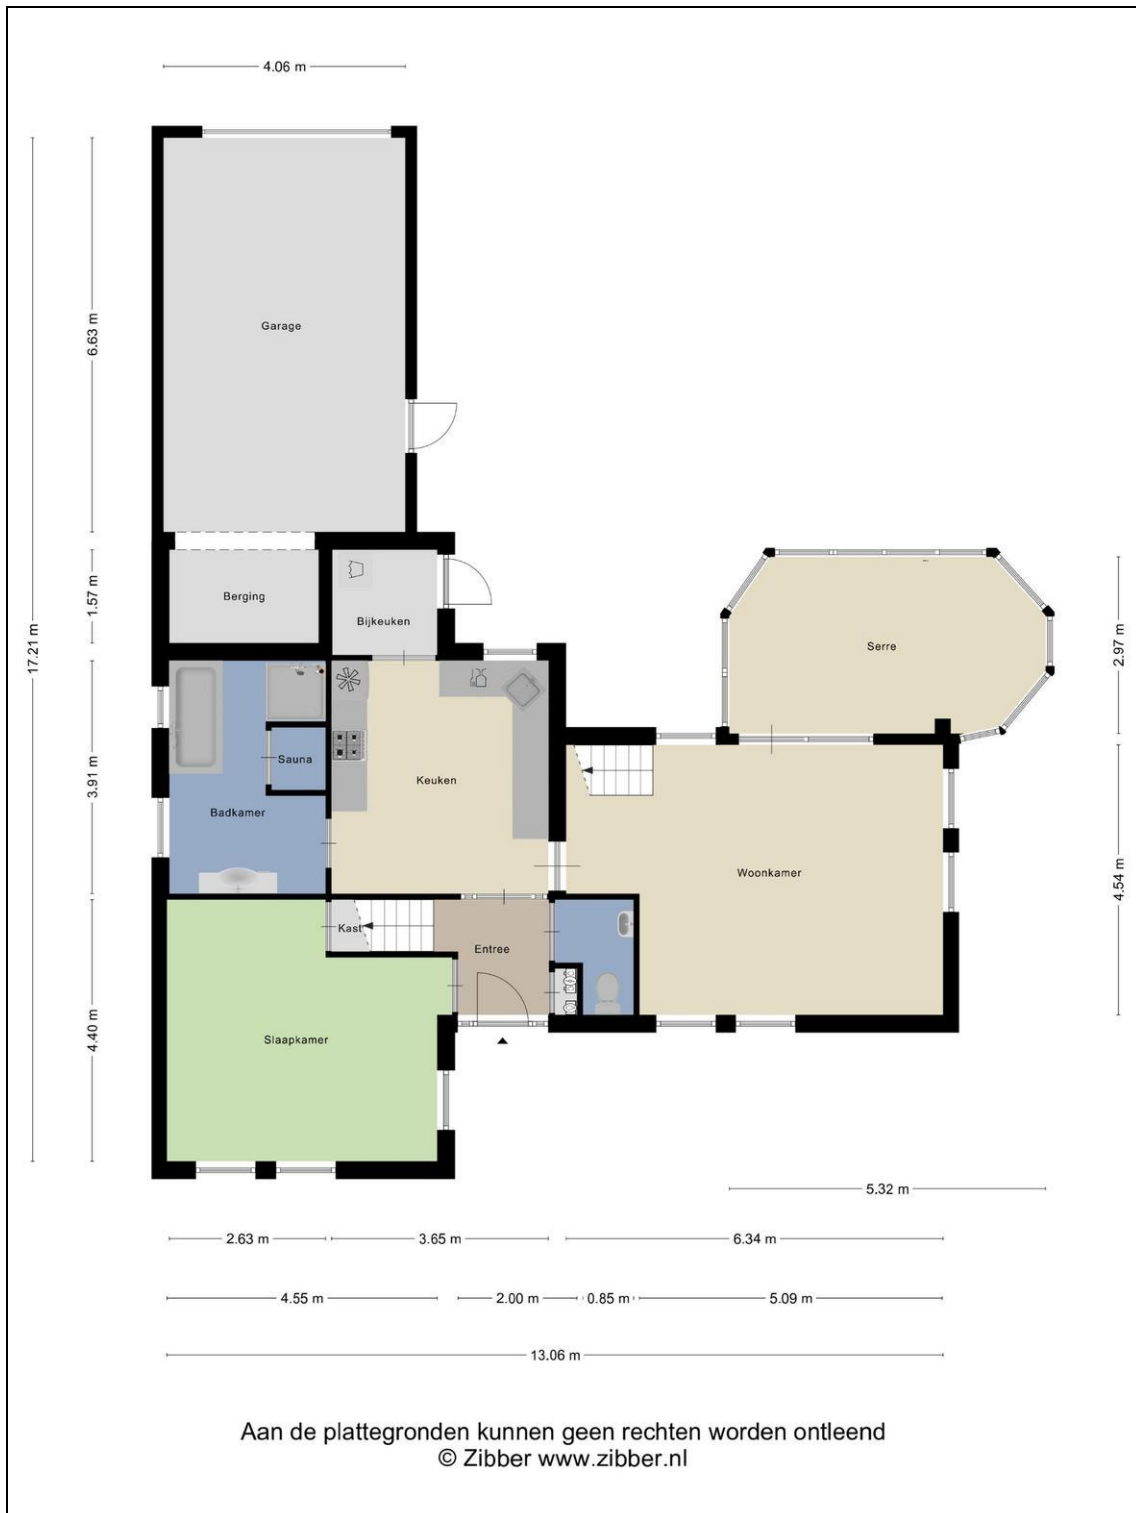 4.06 m
Garage
6.63 m
Berging
1.57 m
Bijkeuken
17.21 m
Serre
2.97 m
Sauna
Keuken
3.91 m
Badkamer
Woonkamer
4.54 m
Kast
Entree
Slaapkamer
4.40 m
5.32 m
2.63 m
3.65 m
6.34 m
4.55 m
2.00 m
0.85 m
5.09 m
13.06 m
Aan de plattegronden kunnen geen rechten worden ontleend
© Zibber www.zibber.nl